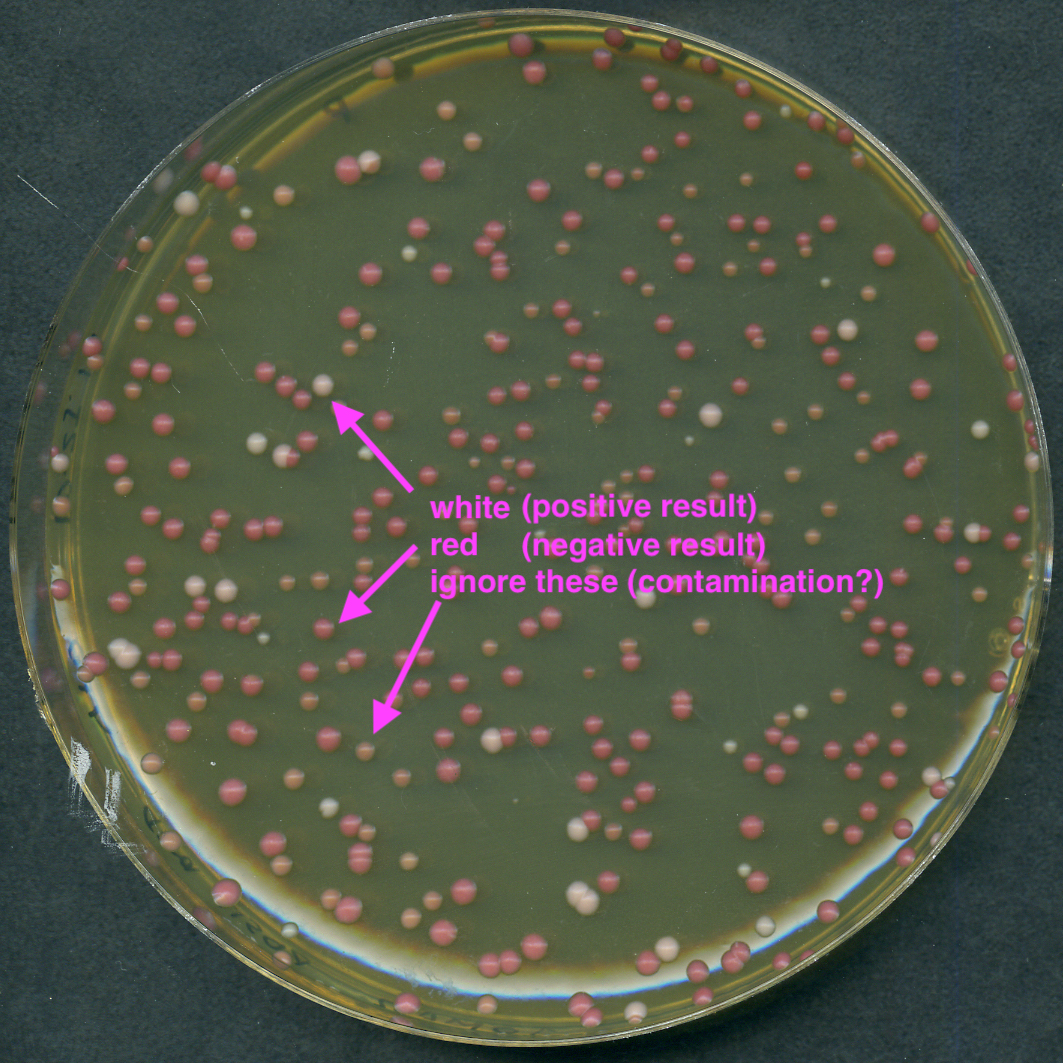 white (positive result)
red (negative result)
ignore these (contamination?)